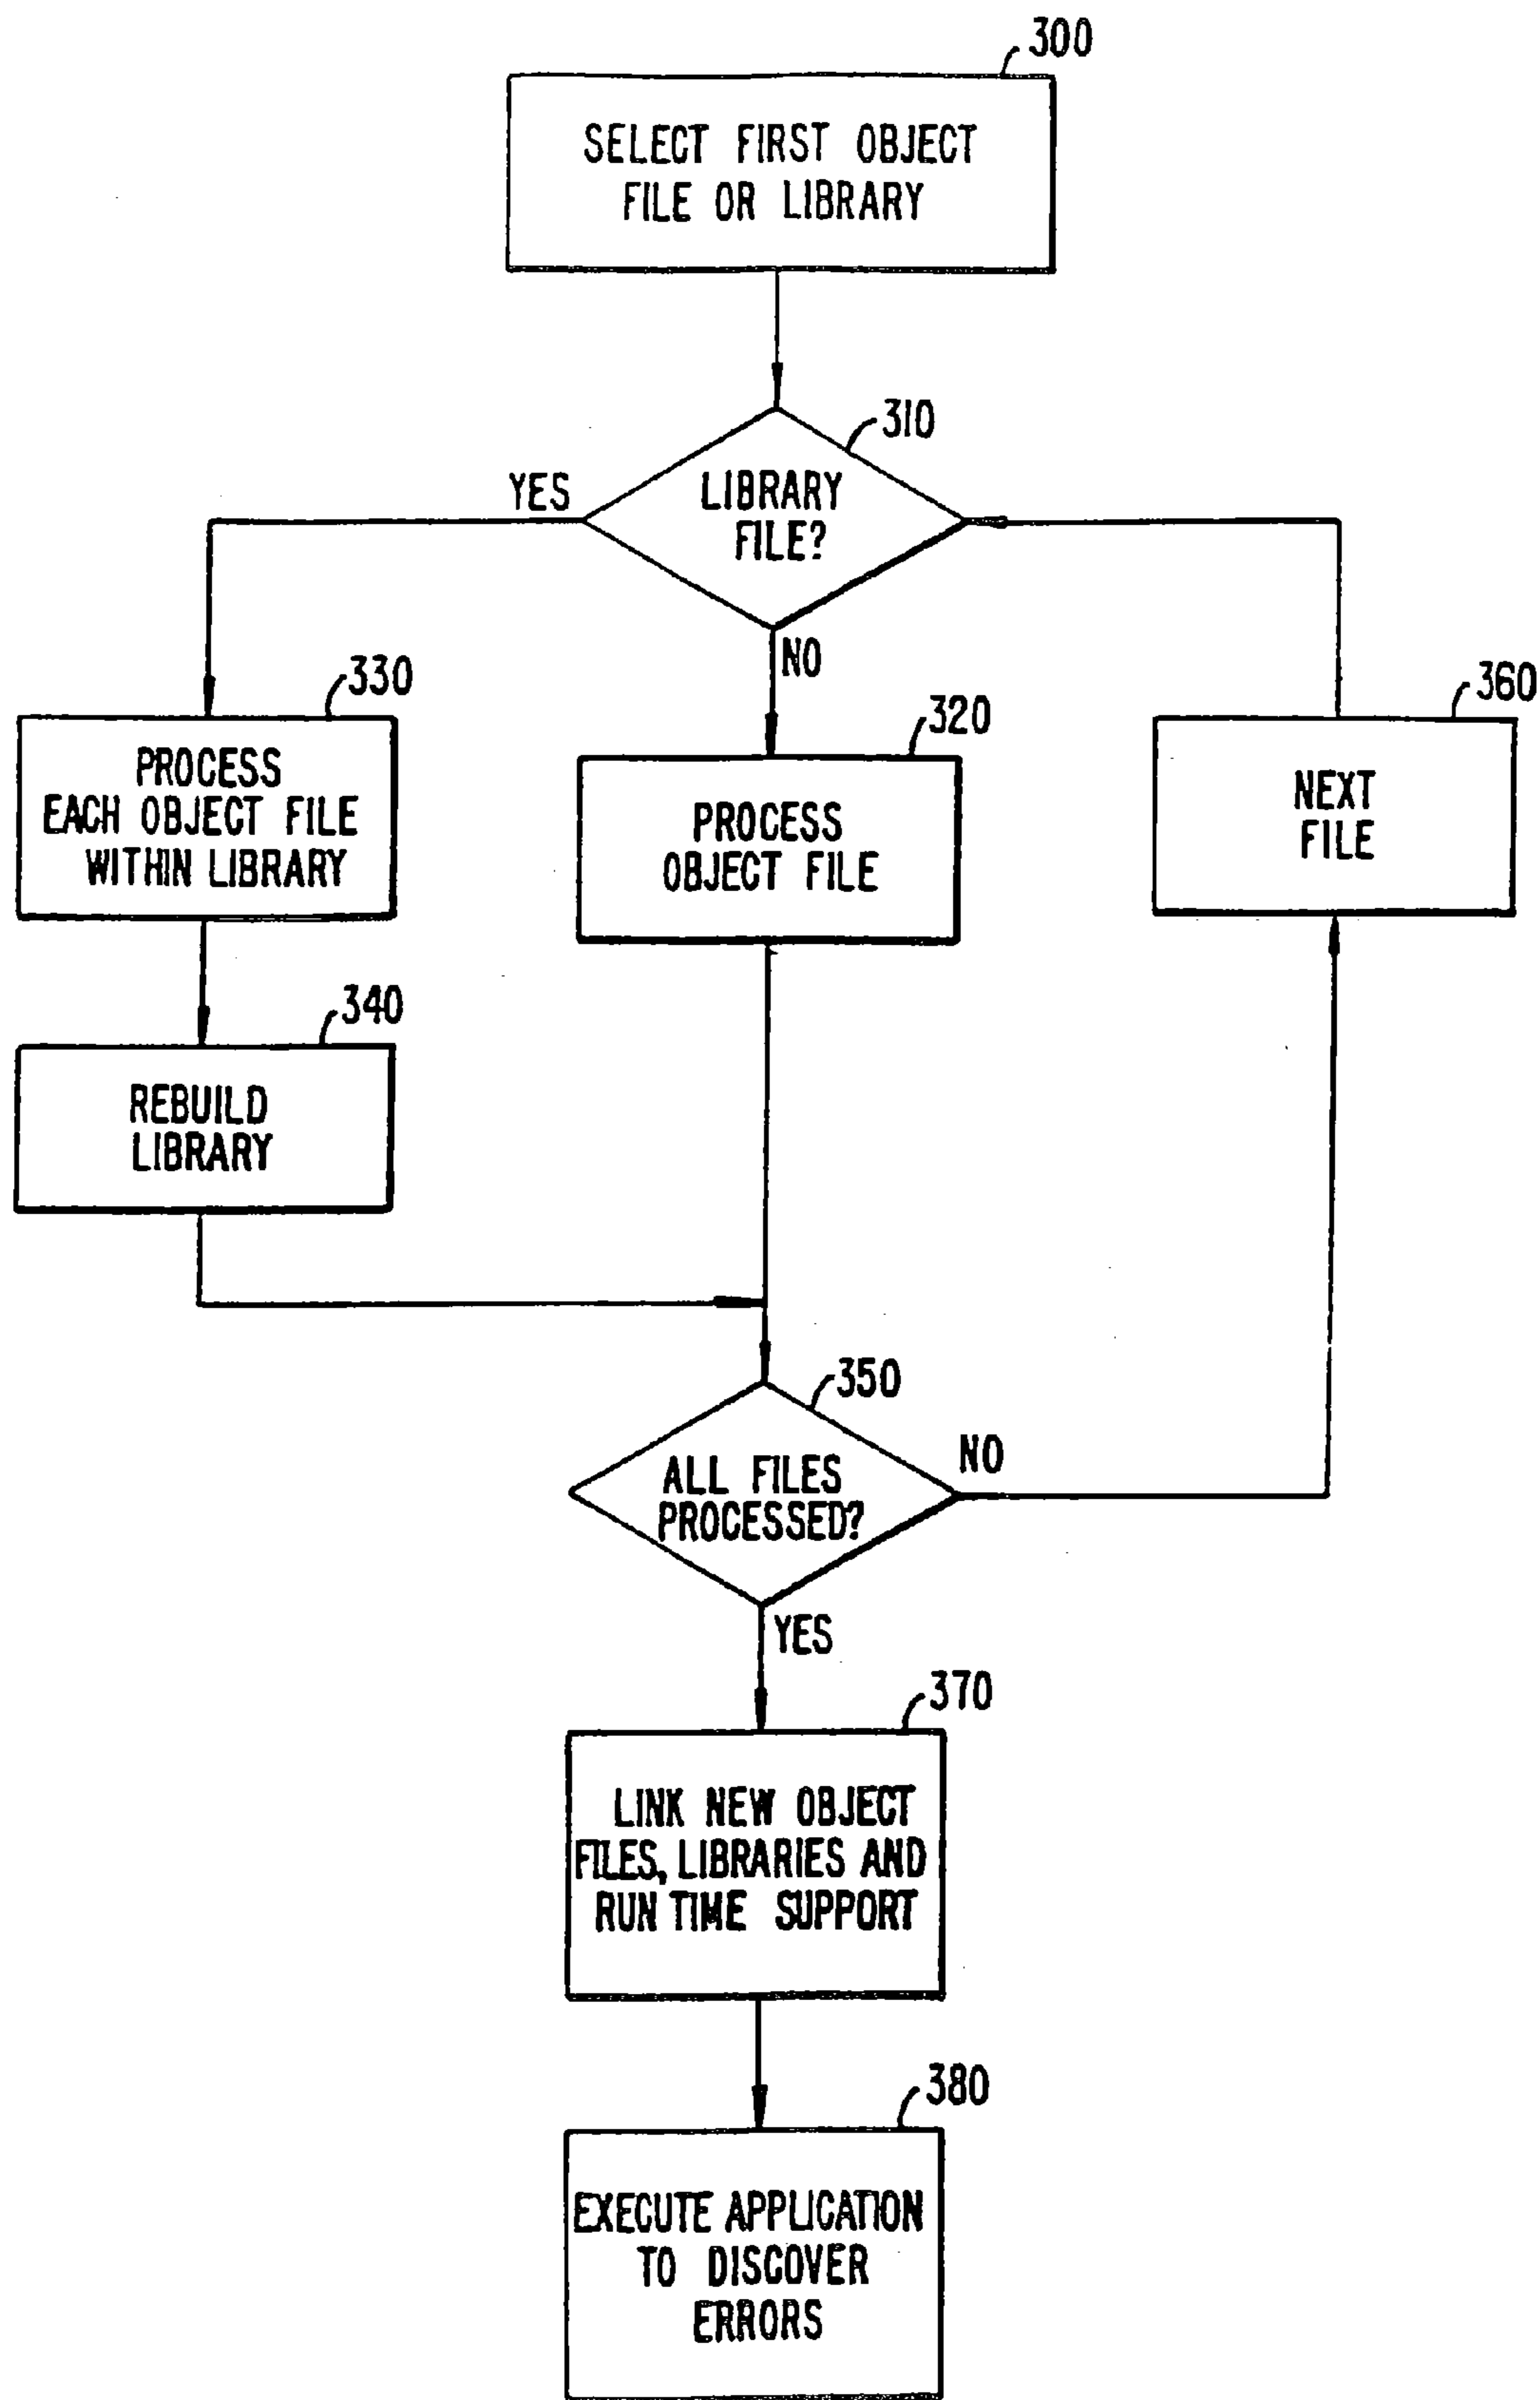 300
SELECT FIRST OBJECT
FILE OR LIBRARY
310
LIBRARY
FILE?
YES
NO
330
PROCESS
EACH OBJECT FILE
WITHIN LIBRARY
320
PROCESS
OBJECT FILE
360
NEXT
FILE
340
REBUILD
LIBRARY
350
ALL FILES
PROCESSED?
NO
YES
370
LINK NEW OBJECT
FILES, LIBRARIES AND
RUN TIME SUPPORT
380
EXECUTE APPLICATION
TO DISCOVER
ERRORS